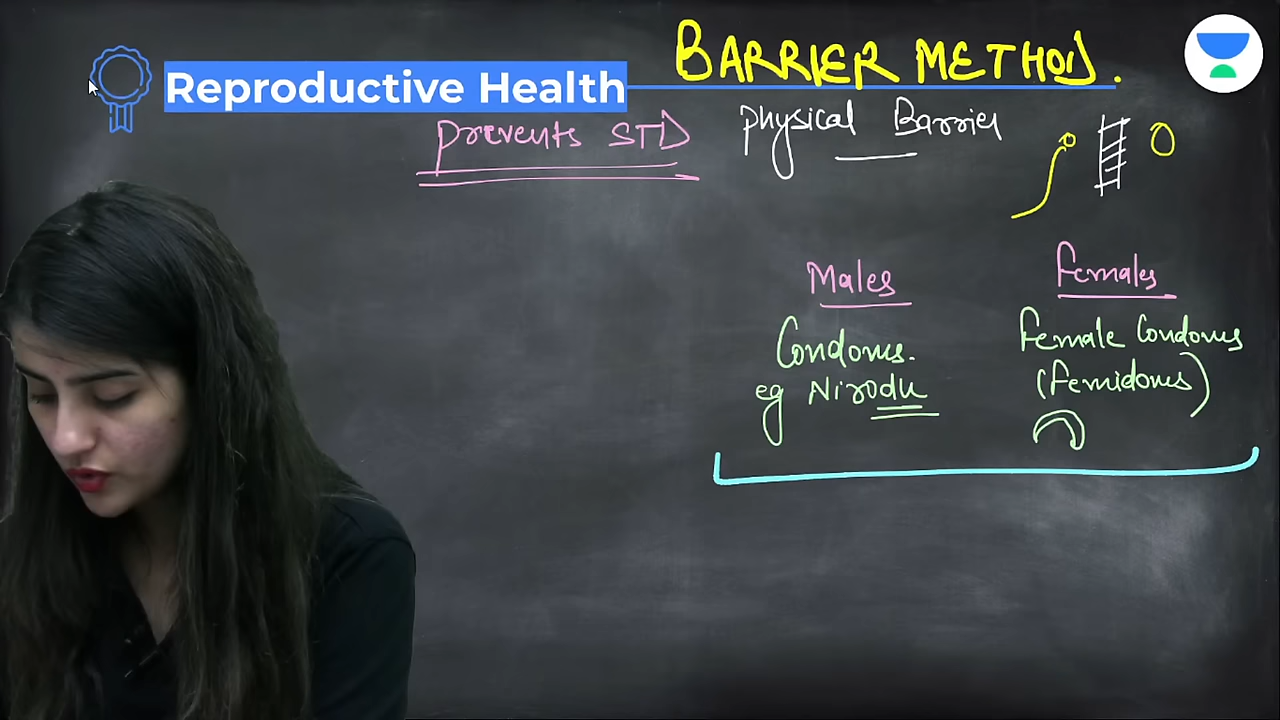 BARRIER METHOD.
Reproductive Health
prevents STD
physical Barrier
Males
Females
Condoms.
eg Nirodh
Female Condoms
(femidoms)